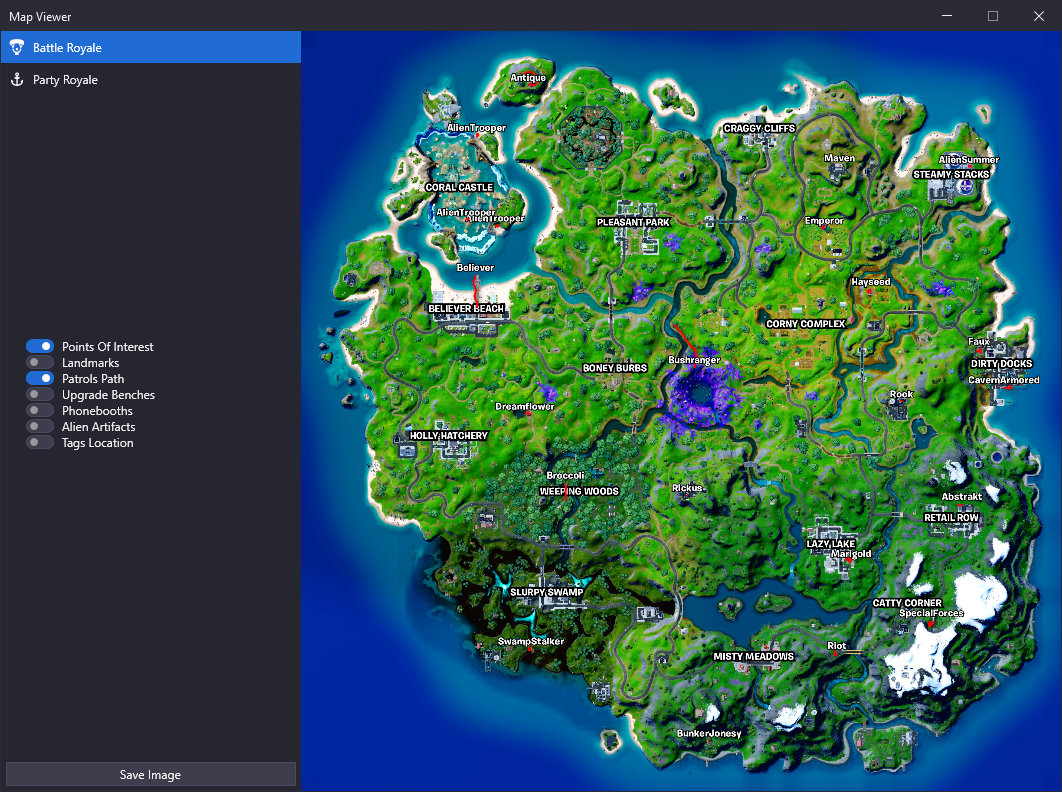 Map Viewer
Battle Royale
Party Royale
Points Of Interest
Landmarks
Patrols Path
Upgrade Benches
Phonebooths
Alien Artifacts
Tags Location
Save Image
Antique
AlienTrooper
CRAGGY CLIFFS
Maven
AlienSummer
STEAMY STACKS
CORAL CASTLE
AlienTrooper
AlienTrooper
PLEASANT PARK
Emperor
Believer
Hayseed
BELIEVER BEACH
CORNY COMPLEX
Faux
Bushranger
DIRTY DOCKS
BONEY BURBS
CavernArmored
Rook
Dreamflower
HOLLY HATCHERY
Broccoli
Rickus
WEEPING WOODS
Abstrakt
RETAIL ROW
LAZY LAKE
Marigold
SLURPY SWAMP
CATTY CORNER
SpecialForces
SwampStalker
Riot
MISTY MEADOWS
BunkerJonesy